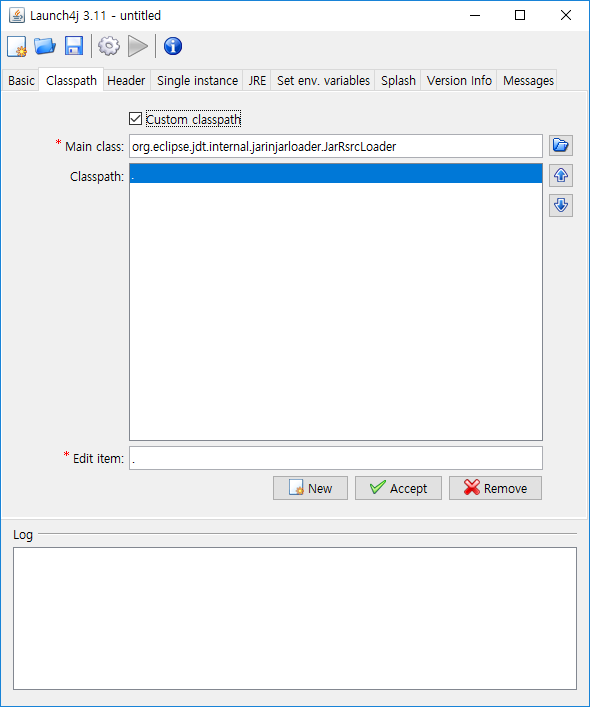 Launch4j 3.11 - untitled
Basic Classpath Header Single instance JRE Set env. variables Splash Version Info Messages
Custom classpath
* Main class: org.eclipse.jdt.internal.jarinjarloader.JarRsrcLoader
Classpath: .
* Edit item: .
New Accept Remove
Log